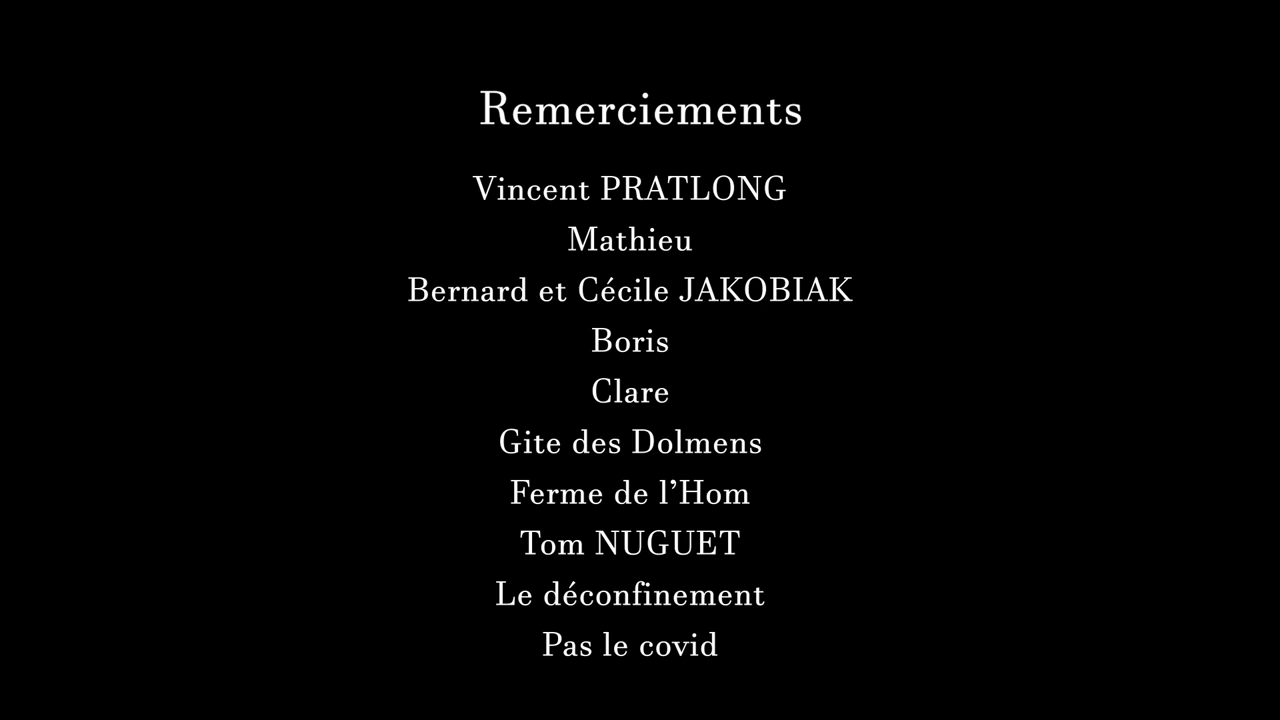 Remerciements
Vincent PRATLONG
Mathieu
Bernard et Cécile JAKOBIAK
Boris
Clare
Gite des Dolmens
Ferme de l’Hom
Tom NUGUET
Le déconfinement
Pas le covid